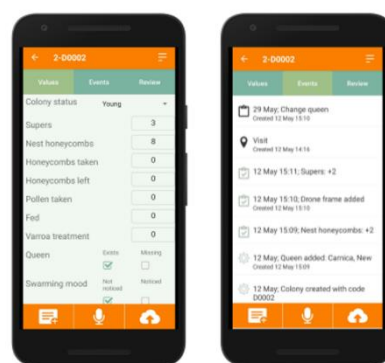 2-D0002
Values Events Review
Colony status Young
Supers 3
Nest honeycombs 8
Honeycombs taken 0
Honeycombs left 0
Pollen taken 0
Fed 0
Varroa treatment 0
Queen Exists Missing
Swarming mood Not noticed Noticed
2-D0002
Values Events Review
29 May; Change queen
Created 12 May 15:10
Visit
Created 12 May 14:16
12 May 15:11; Supers: +2
12 May 15:10; Drone frame added
Created 12 May 15:10
12 May 15:09; Nest honeycombs: +2
12 May; Queen added: Carnica, New
Created 12 May 15:09
12 May; Colony created with code
D0002